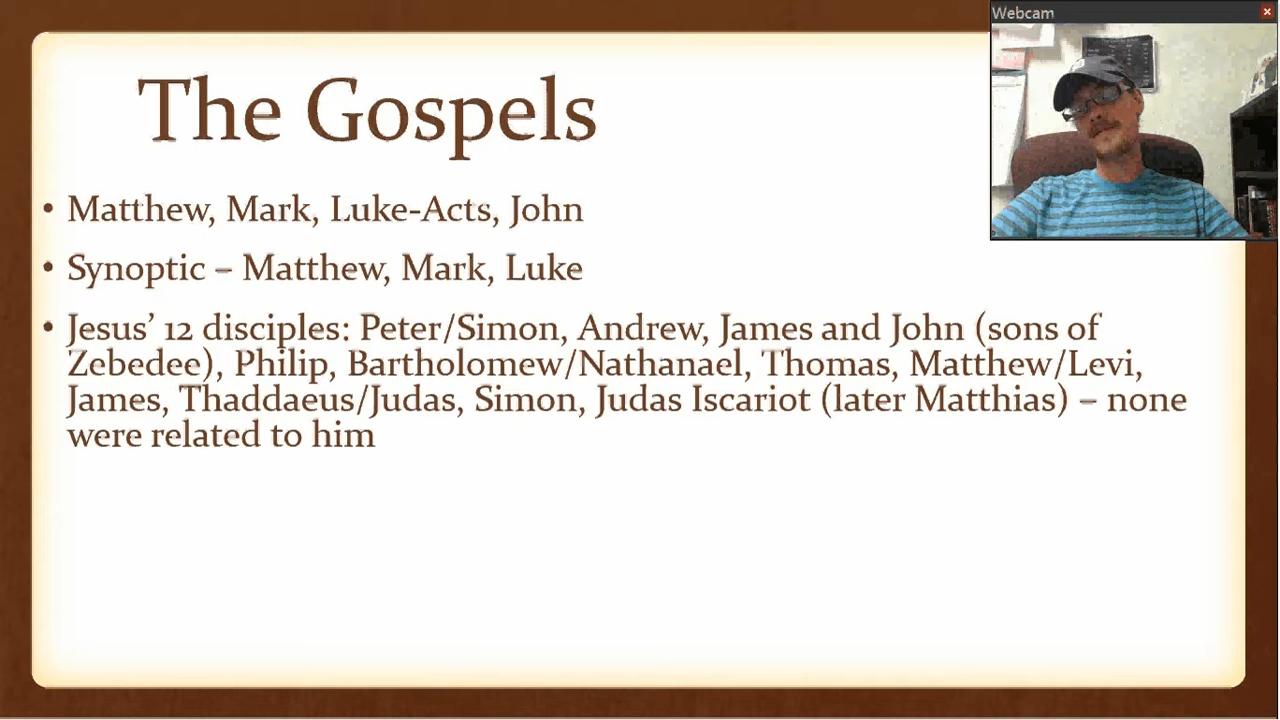 Webcam
The Gospels
• Matthew, Mark, Luke-Acts, John
• Synoptic – Matthew, Mark, Luke
• Jesus’ 12 disciples: Peter/Simon, Andrew, James and John (sons of
Zebedee), Philip, Bartholomew/Nathanael, Thomas, Matthew/Levi,
James, Thaddaeus/Judas, Simon, Judas Iscariot (later Matthias) – none
were related to him